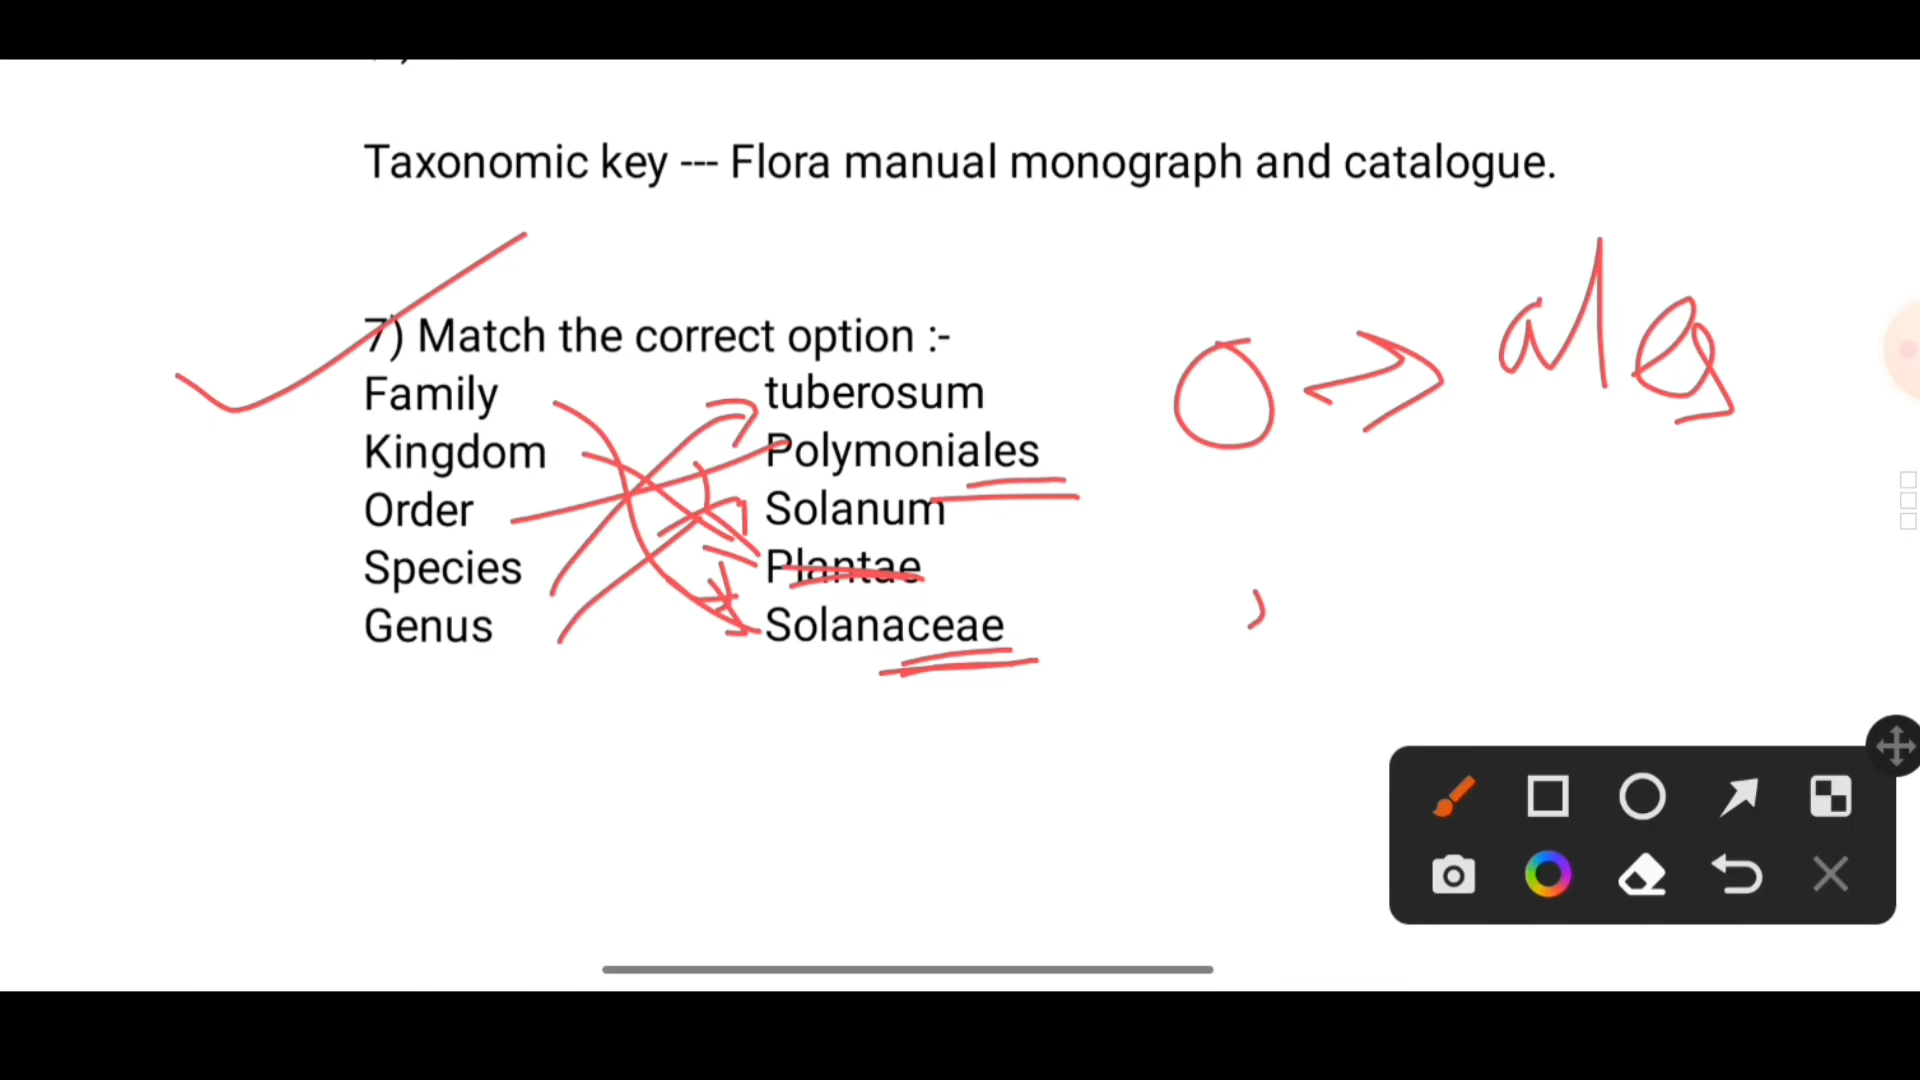 Taxonomic key --- Flora manual monograph and catalogue.
7) Match the correct option :-
Family tuberosum
Kingdom Polymoniales
Order Solanum
Species Plantae
Genus Solanaceae
O → ales